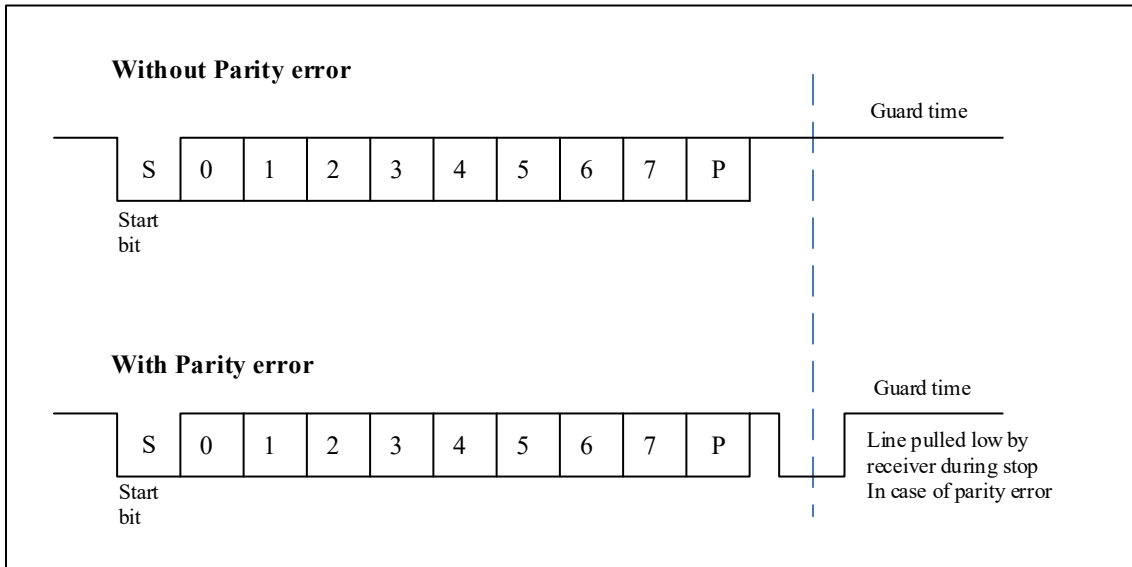 Without Parity error
Guard time
S 0 1 2 3 4 5 6 7 P
Start
bit
With Parity error
Guard time
S 0 1 2 3 4 5 6 7 P
Line pulled low by
receiver during stop
In case of parity error
Start
bit